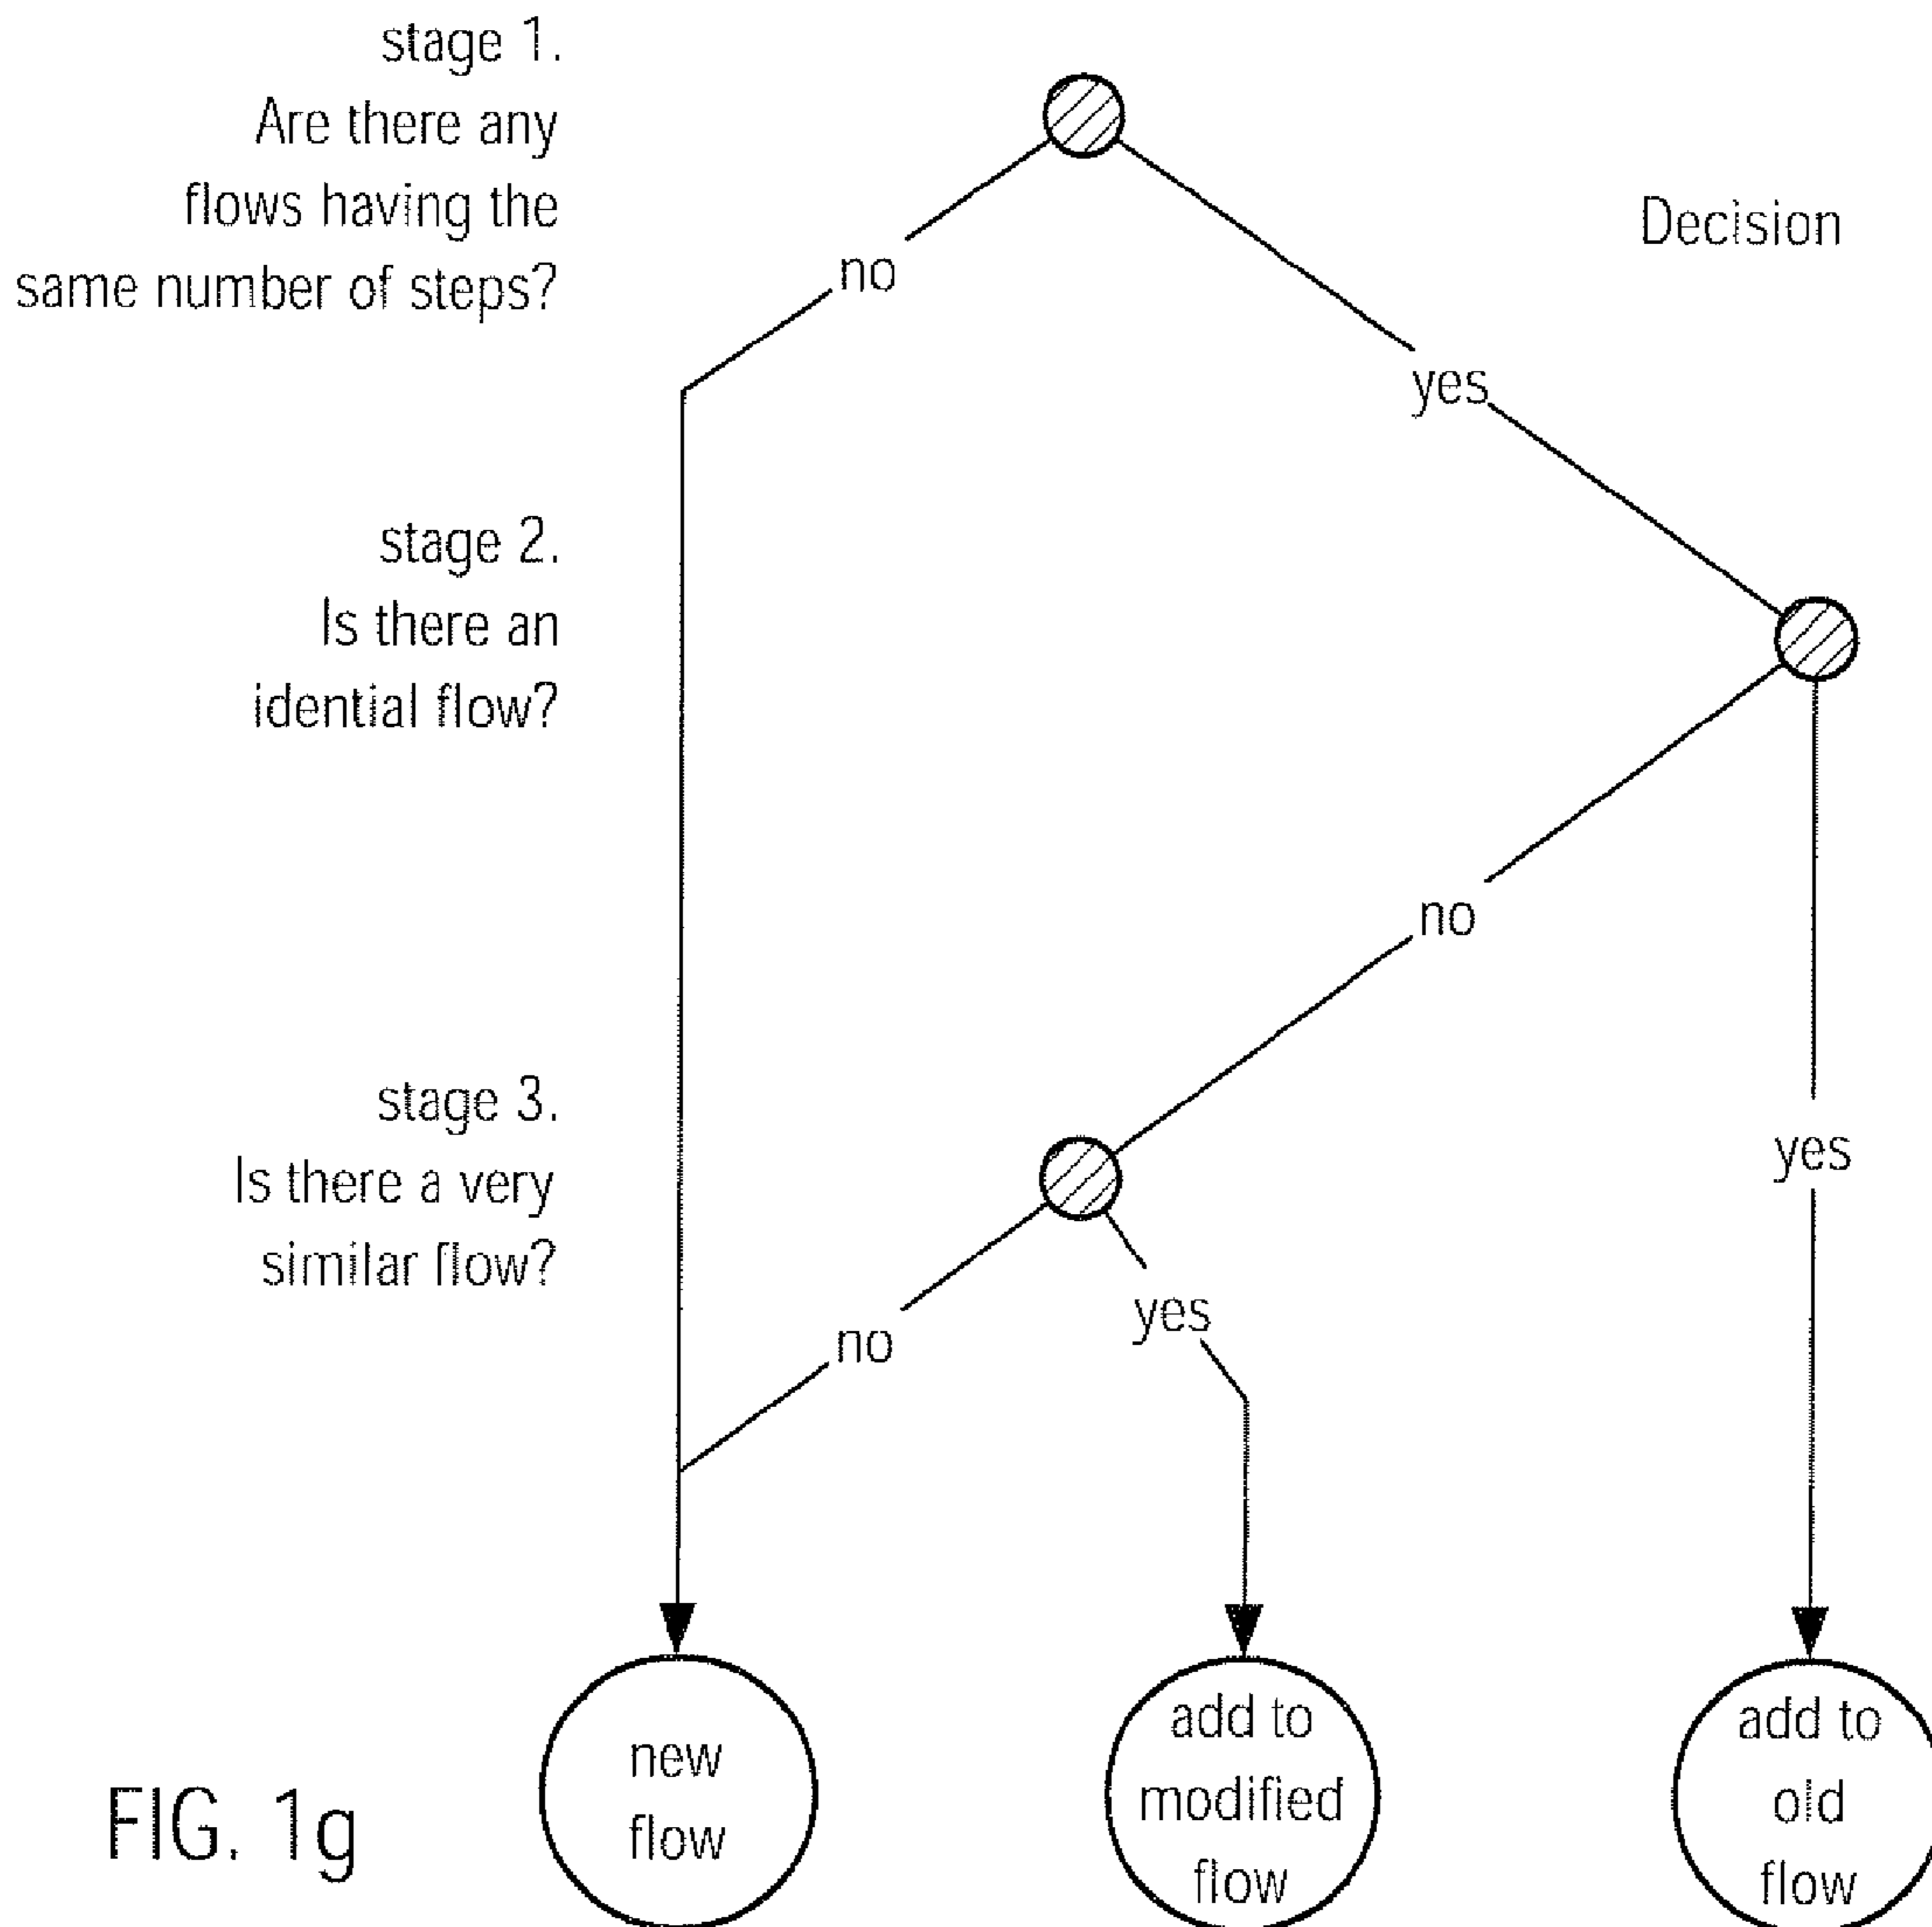 stage 1.
Are there any
flows having the
same number of steps?
Decision
no
yes
stage 2.
Is there an
idential flow?
no
stage 3.
Is there a very
similar flow?
yes
no
yes
new
flow
add to
modified
flow
add to
old
flow
FIG. 1g